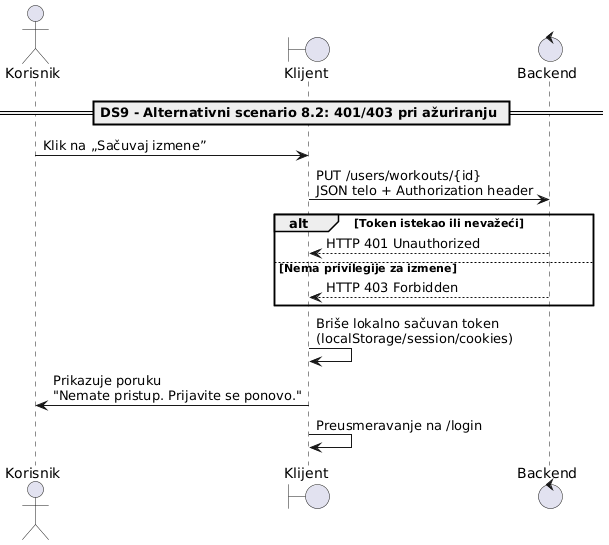 Korisnik
Klijent
Backend
DS9 - Alternativni scenario 8.2: 401/403 pri ažuriranju
Klik na „Sačuvaj izmene”
PUT /users/workouts/{id}
JSON telo + Authorization header
alt
[Token istekao ili nevažeći]
HTTP 401 Unauthorized
[Nema privilegije za izmene]
HTTP 403 Forbidden
Briše lokalno sačuvan token
(localStorage/session/cookies)
Prikazuje poruku
"Nemate pristup. Prijavite se ponovo."
Preusmeravanje na /login
Korisnik
Klijent
Backend